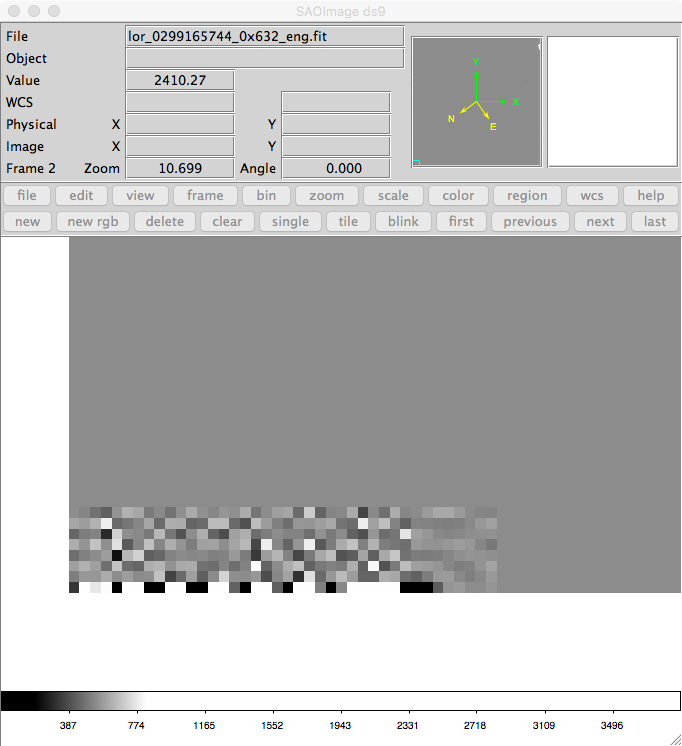 SAOImage ds9
File lor_0299165744_0x632_eng.fit
Object
Value 2410.27
WCS
Physical X Y
Image X Y
Frame 2 Zoom 10.699 Angle 0.000
Y
X
N
E
file edit view frame bin zoom scale color region wcs help
new new rgb delete clear single tile blink first previous next last
387 774 1165 1552 1943 2331 2718 3109 3496